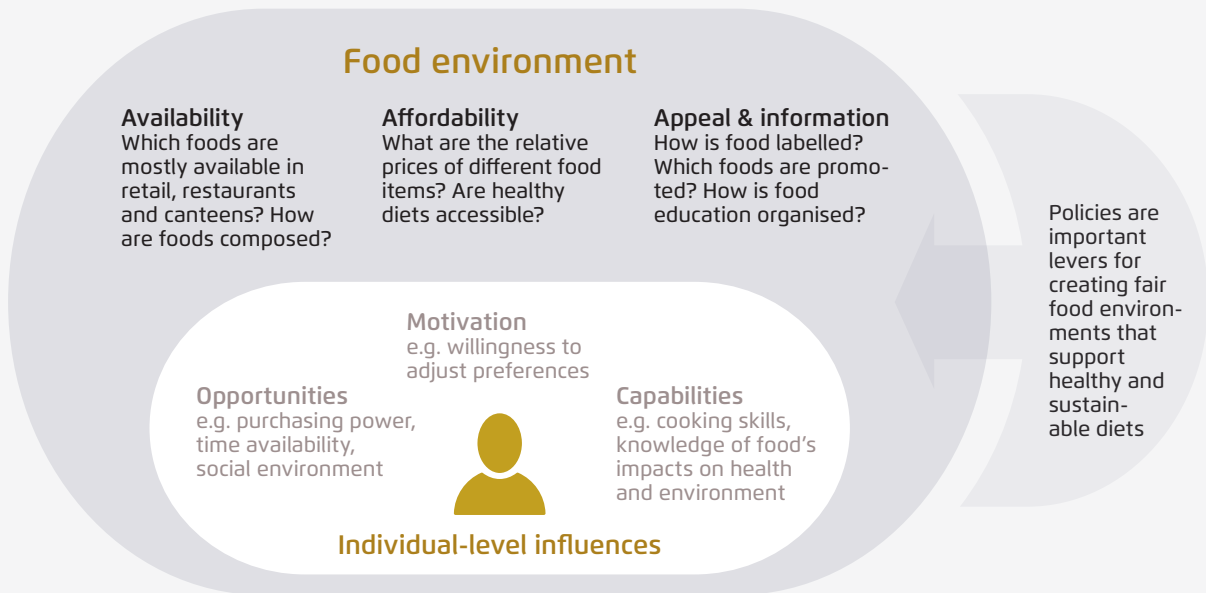 Food environment
Availability
Which foods are
mostly available in
retail, restaurants
and canteens? How
are foods composed?
Affordability
What are the relative
prices of different food
items? Are healthy
diets accessible?
Appeal & information
How is food labelled?
Which foods are promo-
ted? How is food
education organised?
Motivation
e.g. willingness to
adjust preferences
Opportunities
e.g. purchasing power,
time availability,
social environment
Capabilities
e.g. cooking skills,
knowledge of food's
impacts on health
and environment
Individual-level influences
Policies are
important
levers for
creating fair
food environ-
ments that
support
healthy and
sustain-
able diets